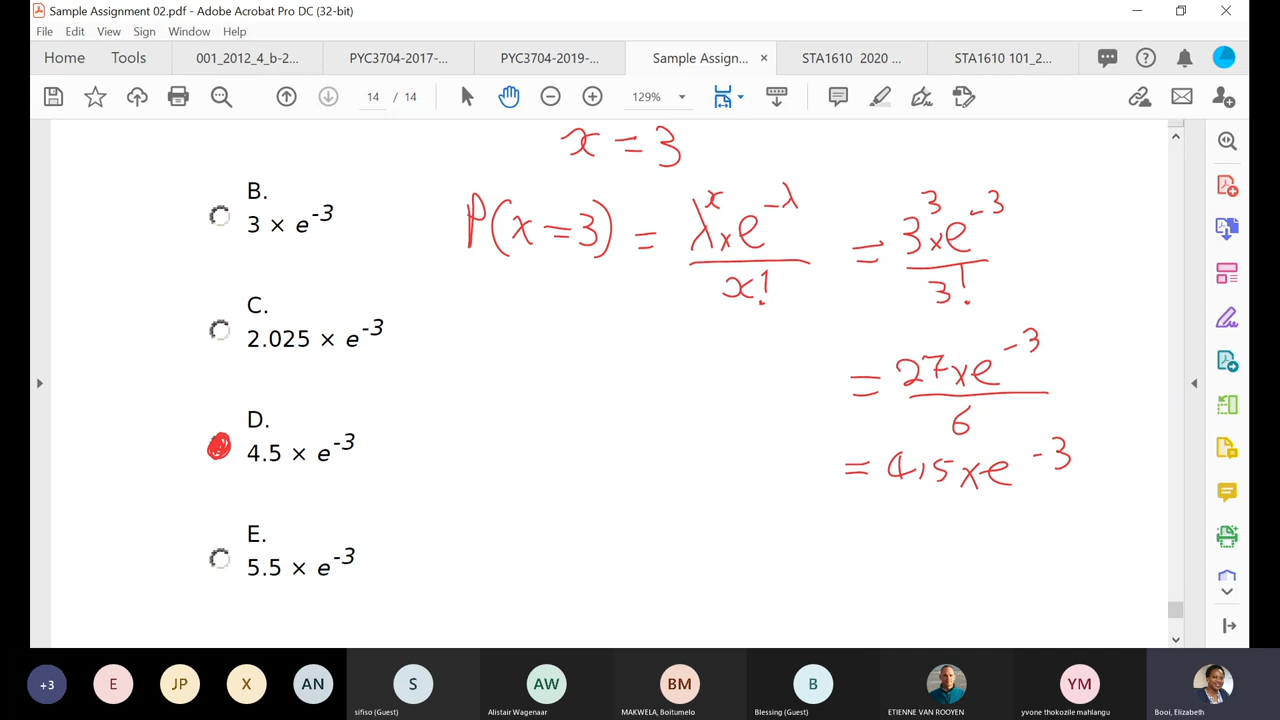 Sample Assignment 02.pdf - Adobe Acrobat Pro DC (32-bit)
File Edit View Sign Window Help
Home Tools 001_2012_4_b-2... PYC3704-2017-... PYC3704-2019-... Sample Assign... × STA1610 2020 ... STA1610 101_2...
14 / 14 129%
x = 3
B.
3 × e^-3
P(x=3) = λ^x × e^-λ / x! = 3^3 × e^-3 / 3!
C.
2.025 × e^-3
= 27 × e^-3 / 6
D.
4.5 × e^-3
= 4,5 × e^-3
E.
5.5 × e^-3
+3 E JP X AN S AW BM B YM
sifiso (Guest) Alistair Wagenaar MAKWELA, Boitumelo Blessing (Guest) ETIENNE VAN ROOYEN yvone thokozile mahlangu Booi, Elizabeth